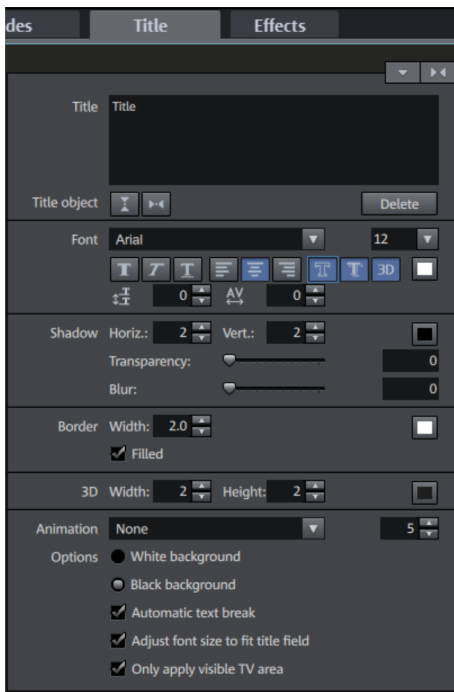 des Title Effects
Title Title
Title object Delete
Font Arial 12
T T T T T 3D
T
T 0 AV 0
Shadow Horiz.: 2 Vert.: 2
Transparency: 0
Blur: 0
Border Width: 2.0
Filled
3D Width: 2 Height: 2
Animation None 5
Options White background
Black background
Automatic text break
Adjust font size to fit title field
Only apply visible TV area